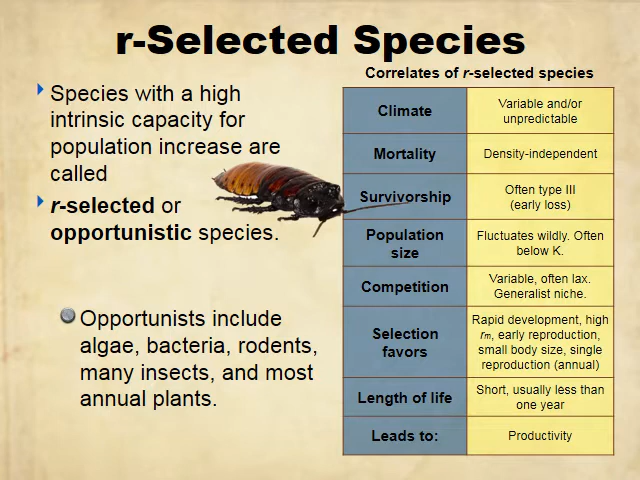 r-Selected Species
Species with a high
intrinsic capacity for
population increase are
called
r-selected or
opportunistic species.
Opportunists include
algae, bacteria, rodents,
many insects, and most
annual plants.
Correlates of r-selected species
Climate
Variable and/or
unpredictable
Mortality
Density-independent
Survivorship
Often type III
(early loss)
Population
size
Fluctuates wildly. Often
below K.
Competition
Variable, often lax.
Generalist niche.
Selection
favors
Rapid development, high
rm, early reproduction,
small body size, single
reproduction (annual)
Length of life
Short, usually less than
one year
Leads to:
Productivity